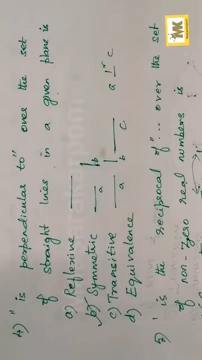 4) " is perpendicular to" over the set
of straight lines in a given plane is
a) Reflexive
b) Symmetric a b
c) Transitive a b c a ⊥ c
d) Equivalence
5) " is the reciprocal of" ... over the set
of non-zero real numbers is